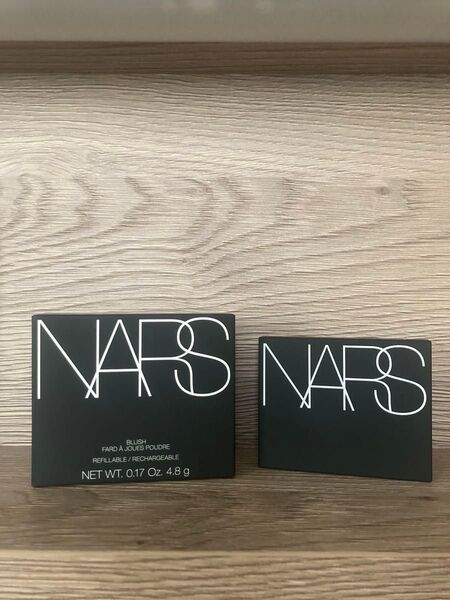 NARS
BLUSH
FARD À JOUES POUDRE
REFILLABLE / RECHARGEABLE
NET WT. 0.17 Oz. 4.8 g
NARS